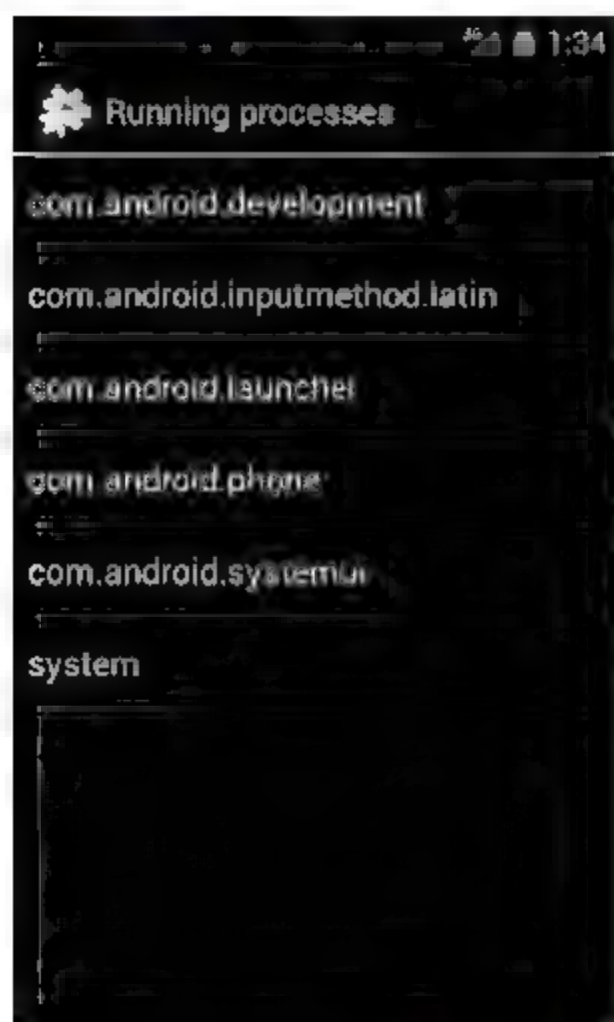 1:34
Running processes
com.android.development
com.android.inputmethod.latin
com.android.launcher
com.android.phone
com.android.systemui
system